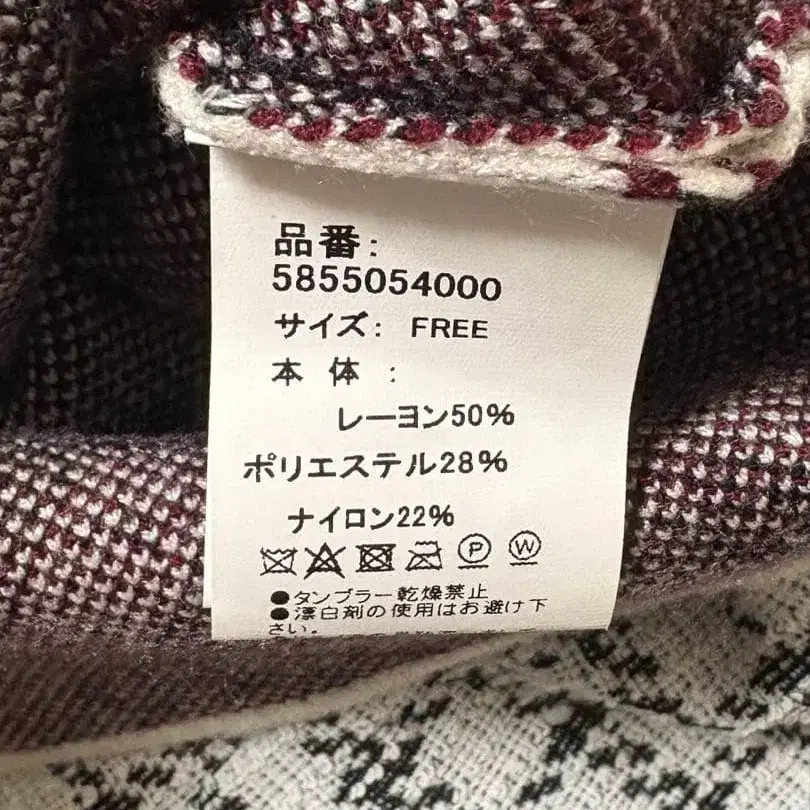 品番:
5855054000
サイズ: FREE
本 体 :
レーヨン50%
ポリエステル28%
ナイロン22%
P W
●タンブラー乾燥禁止
●漂白剤の使用はお避け下
さい。